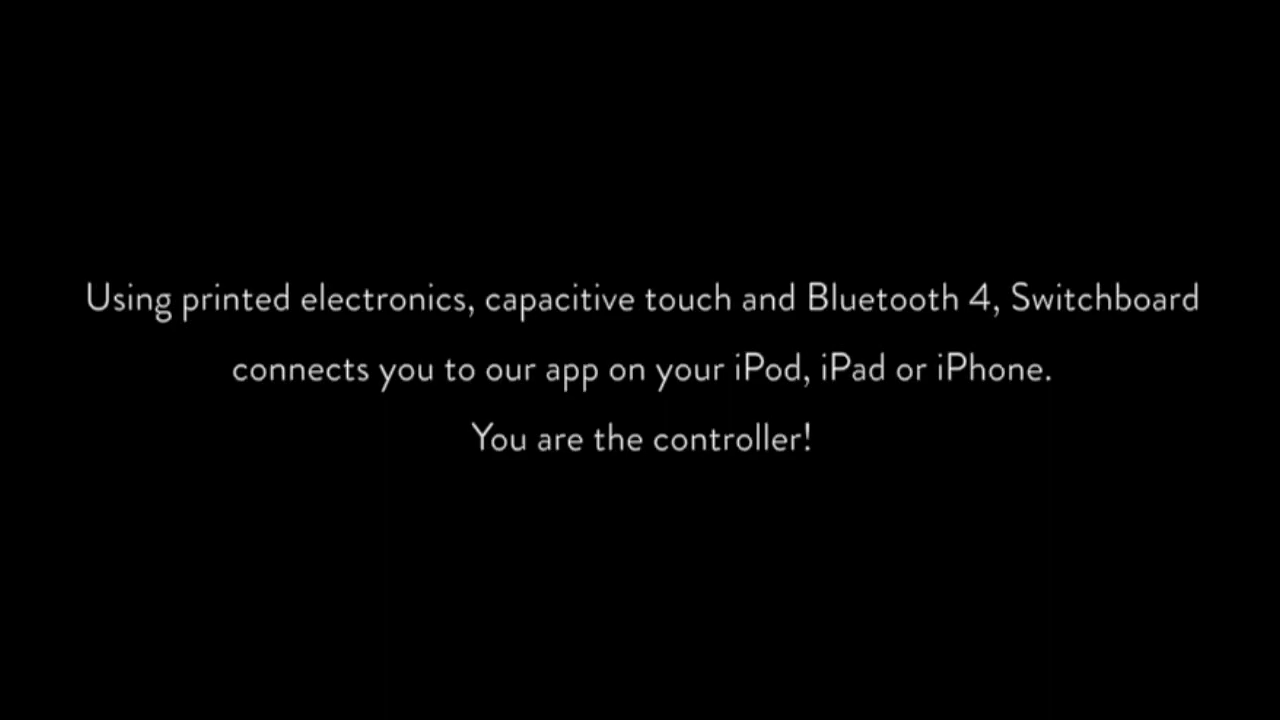 Using printed electronics, capacitive touch and Bluetooth 4, Switchboard
connects you to our app on your iPod, iPad or iPhone.
You are the controller!